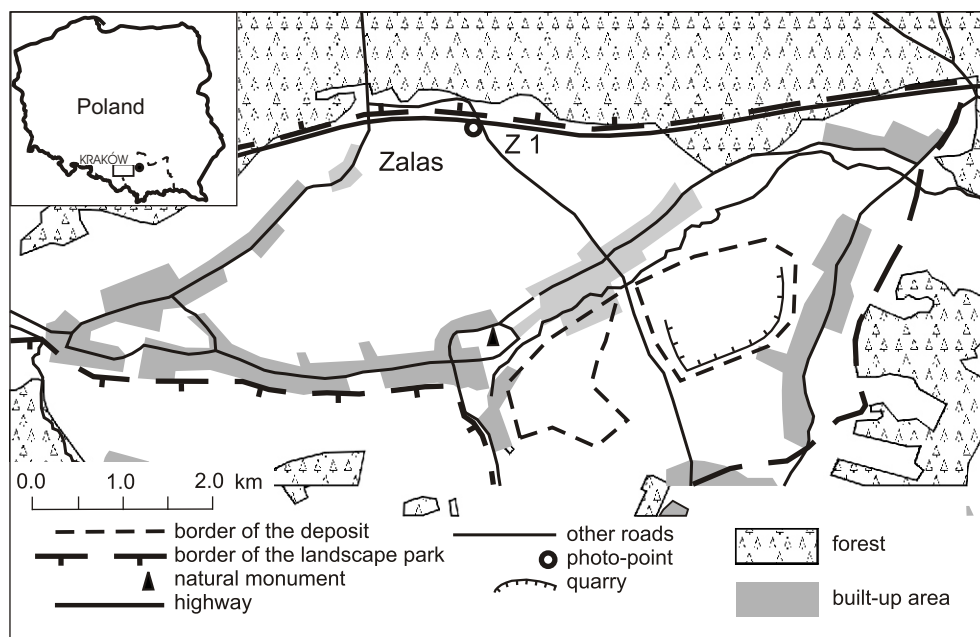 Poland
KRAKÓW
Zalas
Z 1
0.0 1.0 2.0 km
border of the deposit
border of the landscape park
natural monument
highway
other roads
photo-point
quarry
forest
built-up area